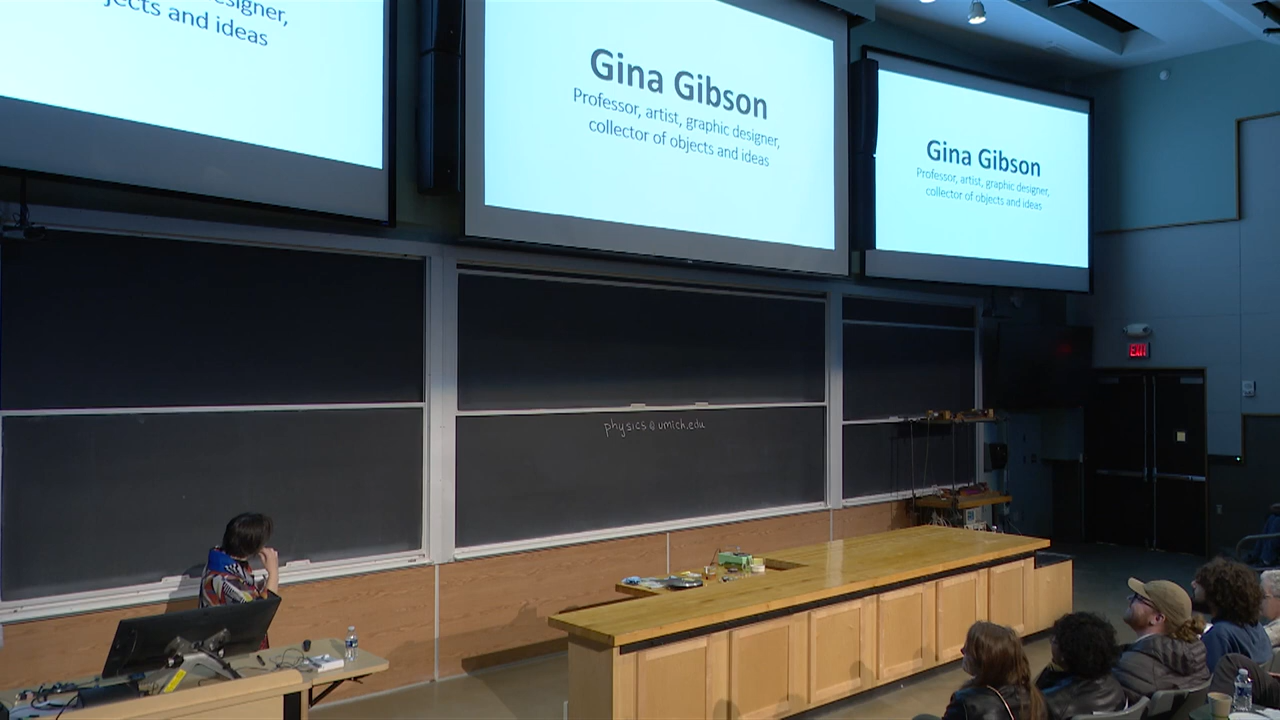 esigner,
jects and ideas
Gina Gibson
Professor, artist, graphic designer,
collector of objects and ideas
Gina Gibson
Professor, artist, graphic designer,
collector of objects and ideas
physics@umich.edu
EXIT